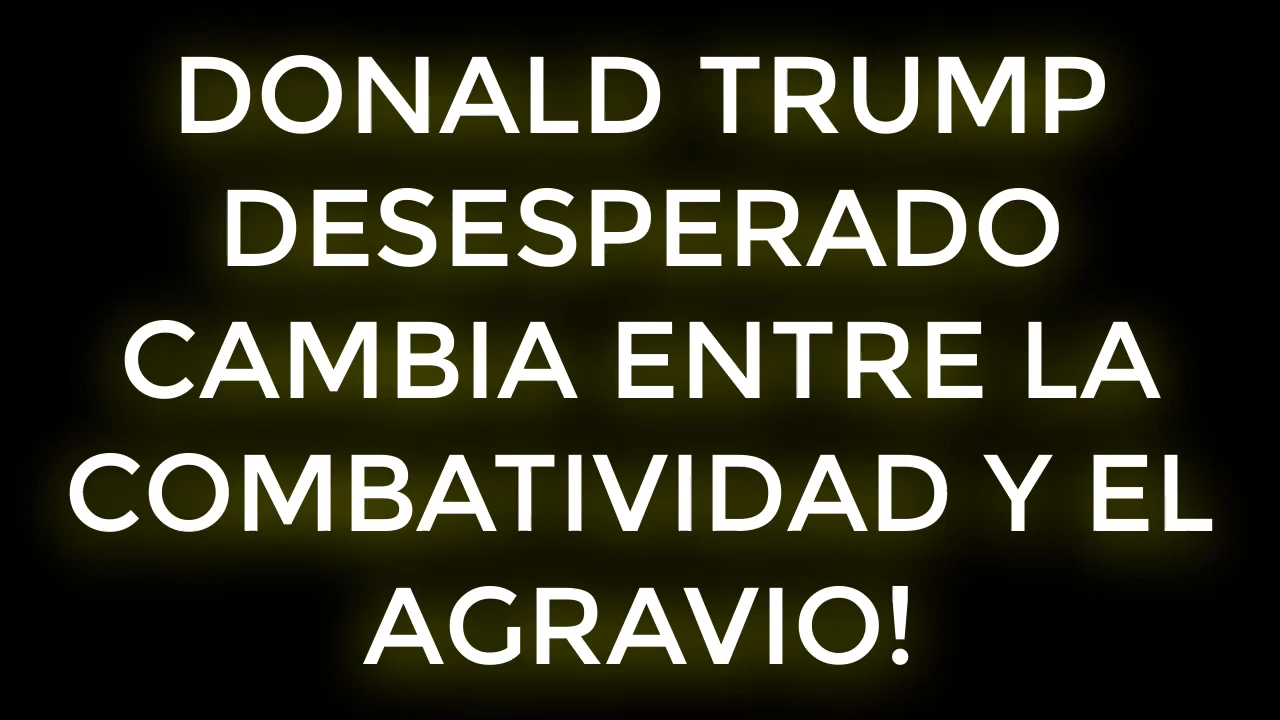 DONALD TRUMP
DESESPERADO
CAMBIA ENTRE LA
COMBATIVIDAD Y EL
AGRAVIO!